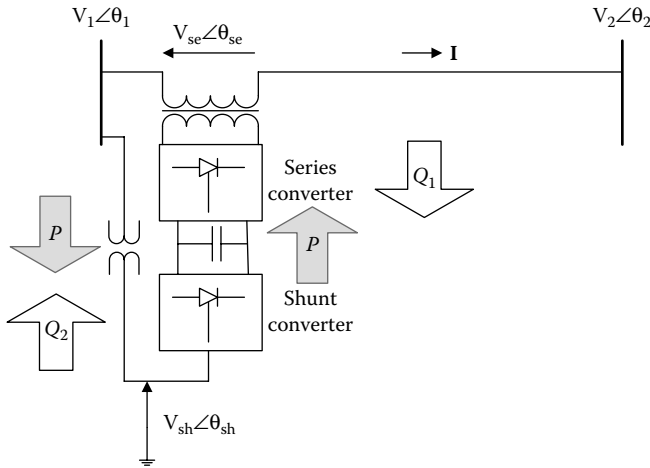 V₁∠θ₁
V₂∠θ₂
Vse∠θse
I
Series
converter
Q₁
P
P
Q₂
Shunt
converter
Vsh∠θsh